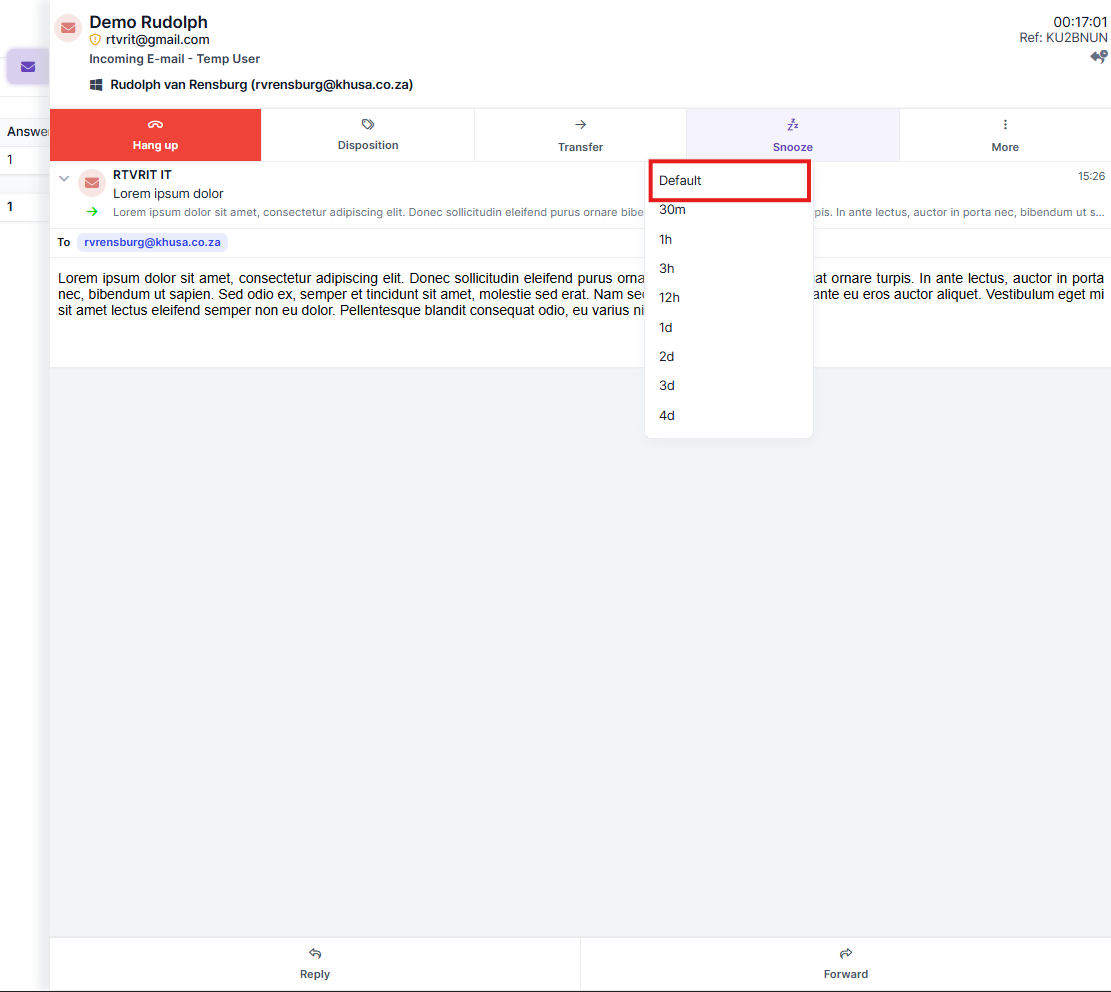 Demo Rudolph
00:17:01
rtvrit@gmail.com
Ref: KU2BNUN
Incoming E-mail - Temp User
Rudolph van Rensburg (rvrensburg@khusa.co.za)
Answe
1
1
Hang up
Disposition
Transfer
Snooze
More
RTVRIT IT
15:26
Lorem ipsum dolor
Lorem ipsum dolor sit amet, consectetur adipiscing elit. Donec sollicitudin eleifend purus ornare bibe
pis. In ante lectus, auctor in porta nec, bibendum ut s...
To rvrensburg@khusa.co.za
Lorem ipsum dolor sit amet, consectetur adipiscing elit. Donec sollicitudin eleifend purus orna
at ornare turpis. In ante lectus, auctor in porta
nec, bibendum ut sapien. Sed odio ex, semper et tincidunt sit amet, molestie sed erat. Nam sec
ante eu eros auctor aliquet. Vestibulum eget mi
sit amet lectus eleifend semper non eu dolor. Pellentesque blandit consequat odio, eu varius ni
Default
30m
1h
3h
12h
1d
2d
3d
4d
Reply
Forward